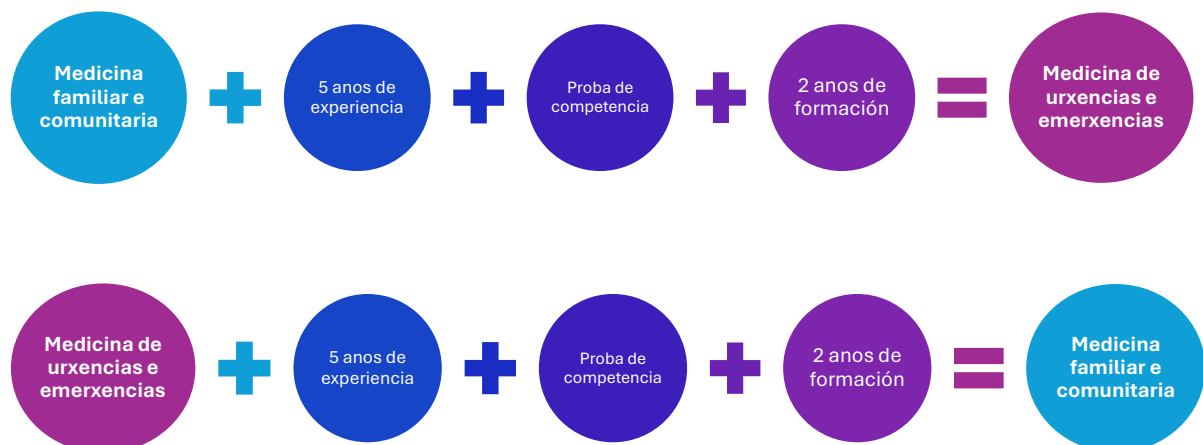 Medicina
familiar e
comunitaria
5 anos de
experiencia
Proba de
competencia
2 anos de
formación
Medicina de
urxencias e
emerxencias
Medicina de
urxencias e
emerxencias
5 anos de
experiencia
Proba de
competencia
2 anos de
formación
Medicina
familiar e
comunitaria